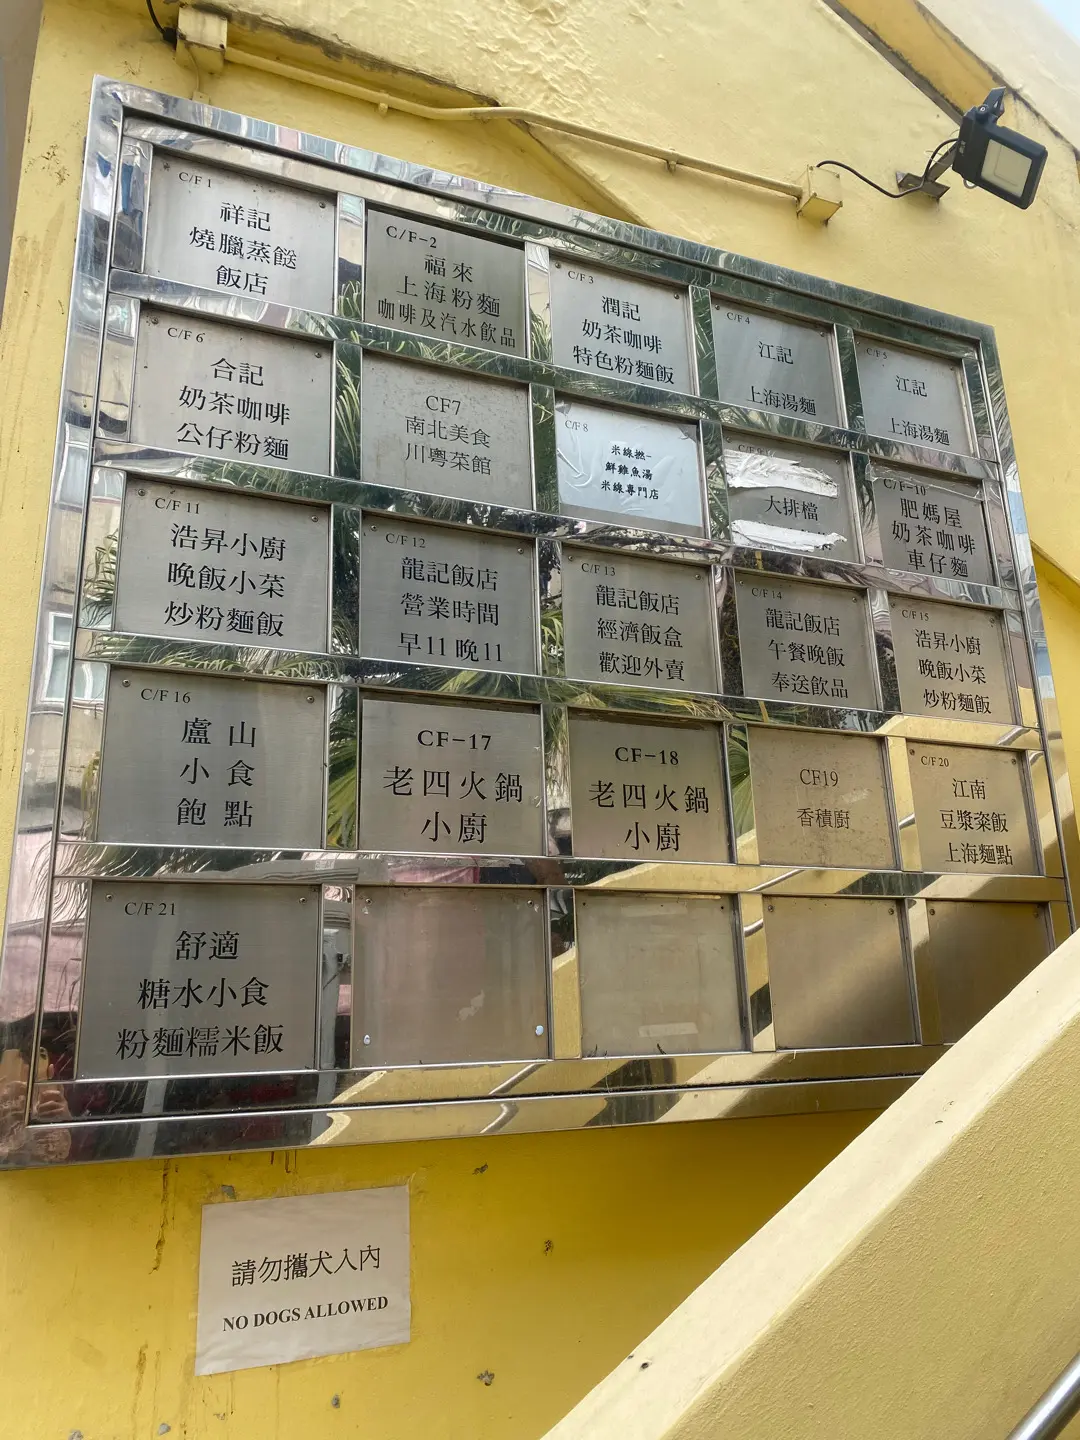 C/F 1
祥記
燒臘蒸餸
飯店
C/F-2
福來
上海粉麵
咖啡及汽水飲品
C/F 3
潤記
奶茶咖啡
特色粉麵飯
C/F 4
江記
上海湯麵
C/F 5
江記
上海湯麵
C/F 6
合記
奶茶咖啡
公仔粉麵
CF7
南北美食
川粵菜館
C/F 8
米線撚-
鮮雞魚湯
米線專門店
大排檔
C/F-10
肥媽屋
奶茶咖啡
車仔麵
C/F 11
浩昇小廚
晚飯小菜
炒粉麵飯
C/F 12
龍記飯店
營業時間
早11 晚11
C/F 13
龍記飯店
經濟飯盒
歡迎外賣
C/F 14
龍記飯店
午餐晚飯
奉送飲品
C/F 15
浩昇小廚
晚飯小菜
炒粉麵飯
C/F 16
盧山
小食
飽點
CF-17
老四火鍋
小廚
CF-18
老四火鍋
小廚
CF19
香積廚
C/F 20
江南
豆漿粢飯
上海麵點
C/F 21
舒適
糖水小食
粉麵糯米飯
請勿攜犬入內
NO DOGS ALLOWED